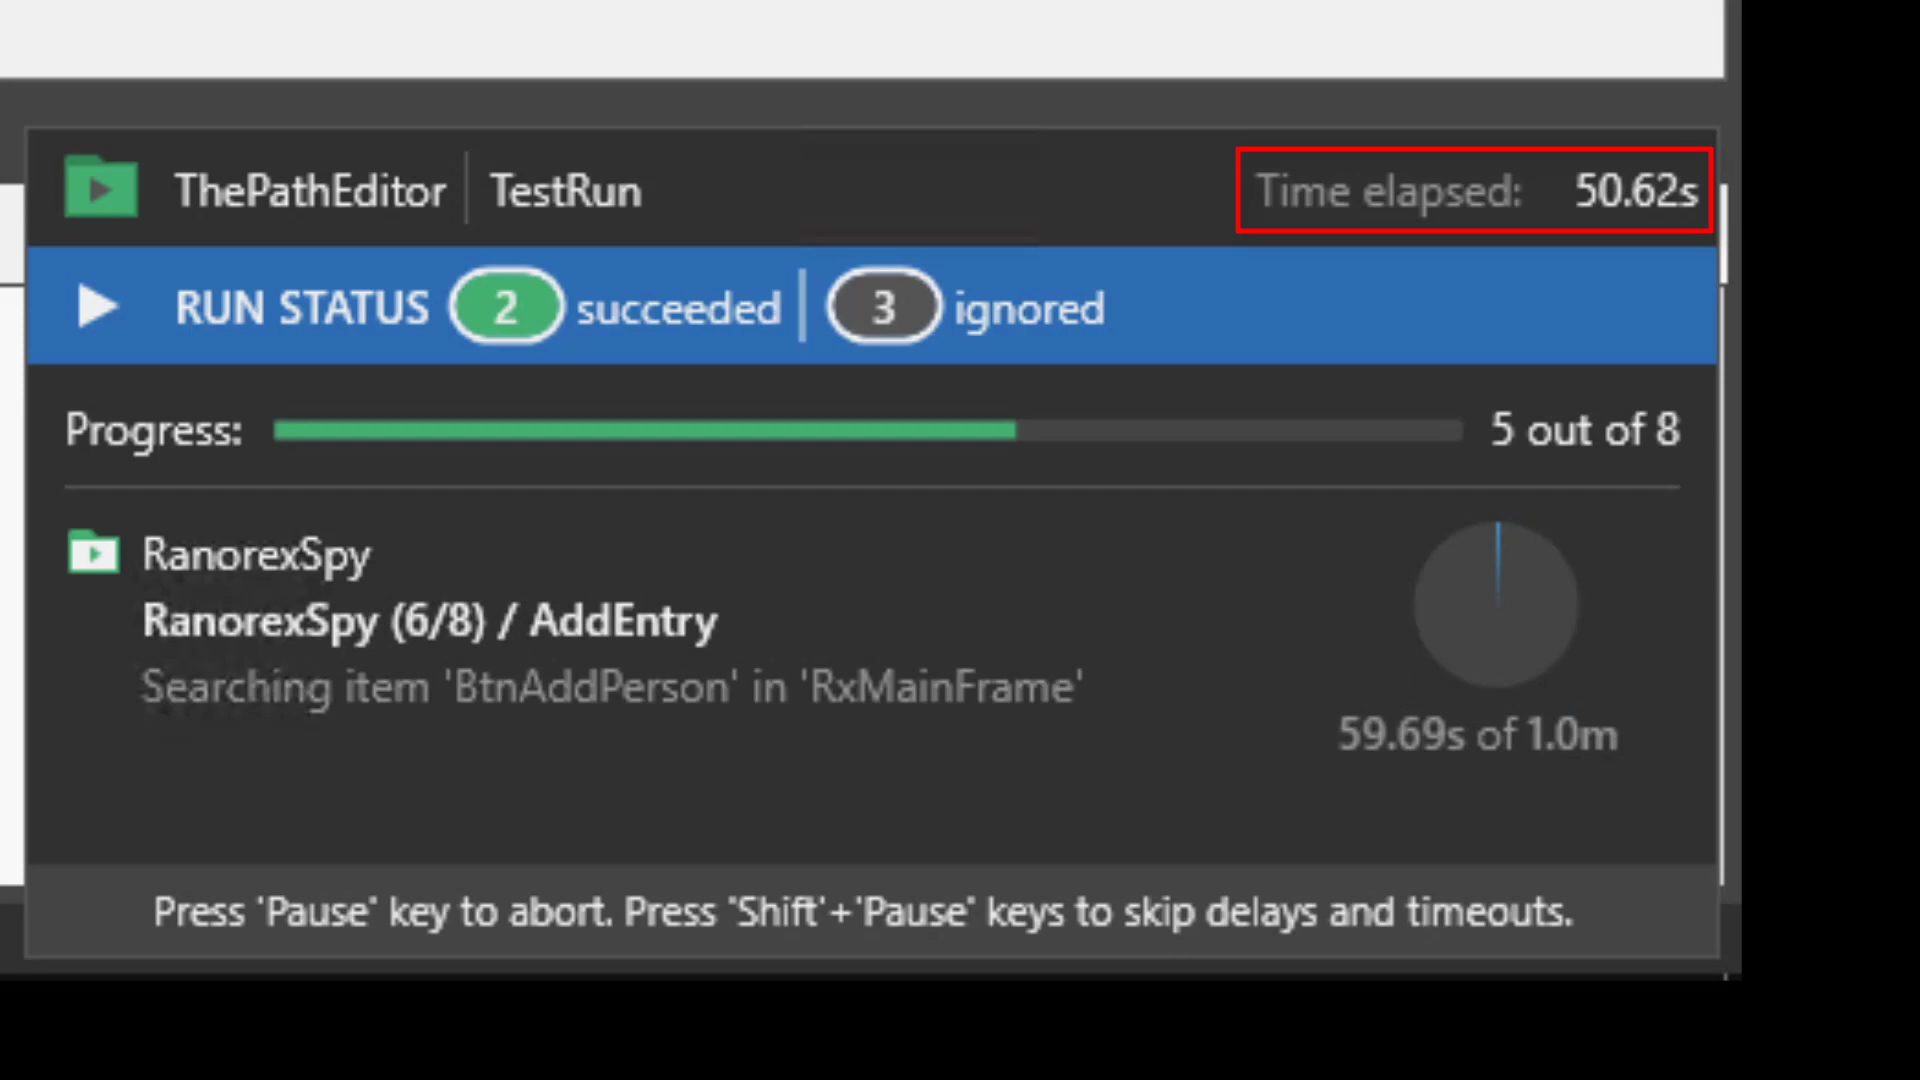 ThePathEditor TestRun Time elapsed: 50.62s
RUN STATUS 2 succeeded 3 ignored
Progress: 5 out of 8
RanorexSpy
RanorexSpy (6/8) / AddEntry
Searching item 'BtnAddPerson' in 'RxMainFrame'
59.69s of 1.0m
Press 'Pause' key to abort. Press 'Shift'+'Pause' keys to skip delays and timeouts.